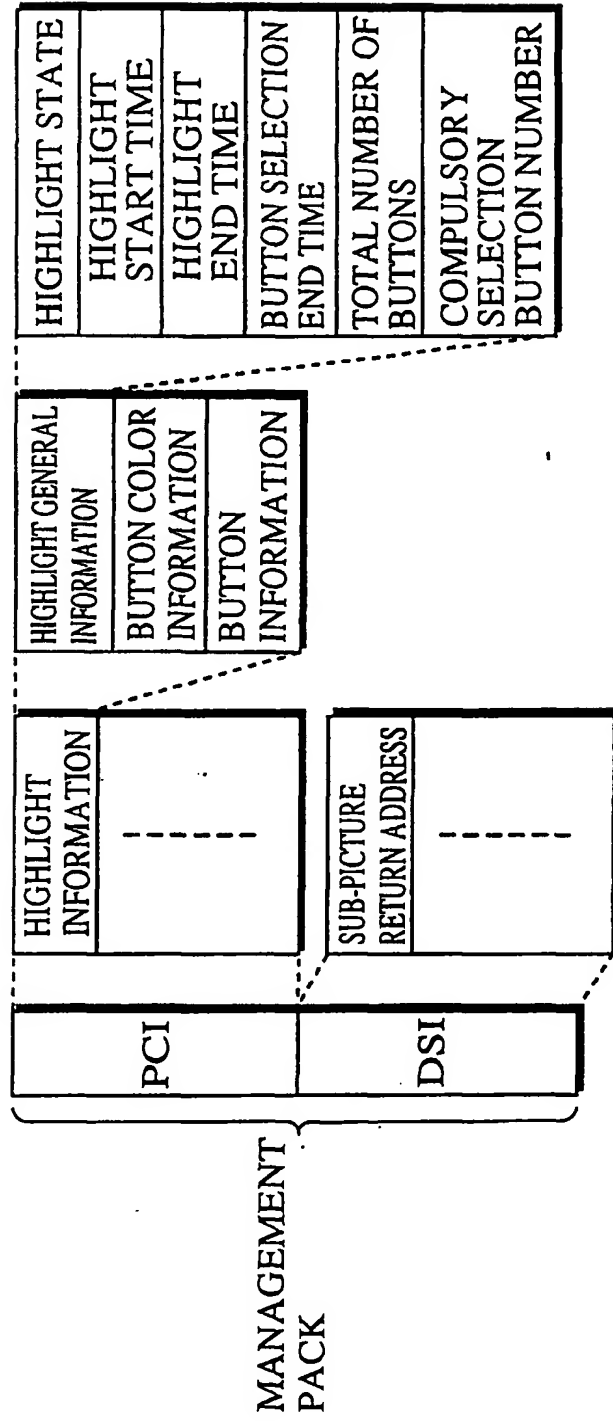 MANAGEMENT
PACK
PCI
DSI
HIGHLIGHT
INFORMATION
SUB-PICTURE
RETURN ADDRESS
HIGHLIGHT GENERAL
INFORMATION
BUTTON COLOR
INFORMATION
BUTTON
INFORMATION
HIGHLIGHT STATE
HIGHLIGHT
START TIME
HIGHLIGHT
END TIME
BUTTON SELECTION
END TIME
TOTAL NUMBER OF
BUTTONS
COMPULSORY
SELECTION
BUTTON NUMBER